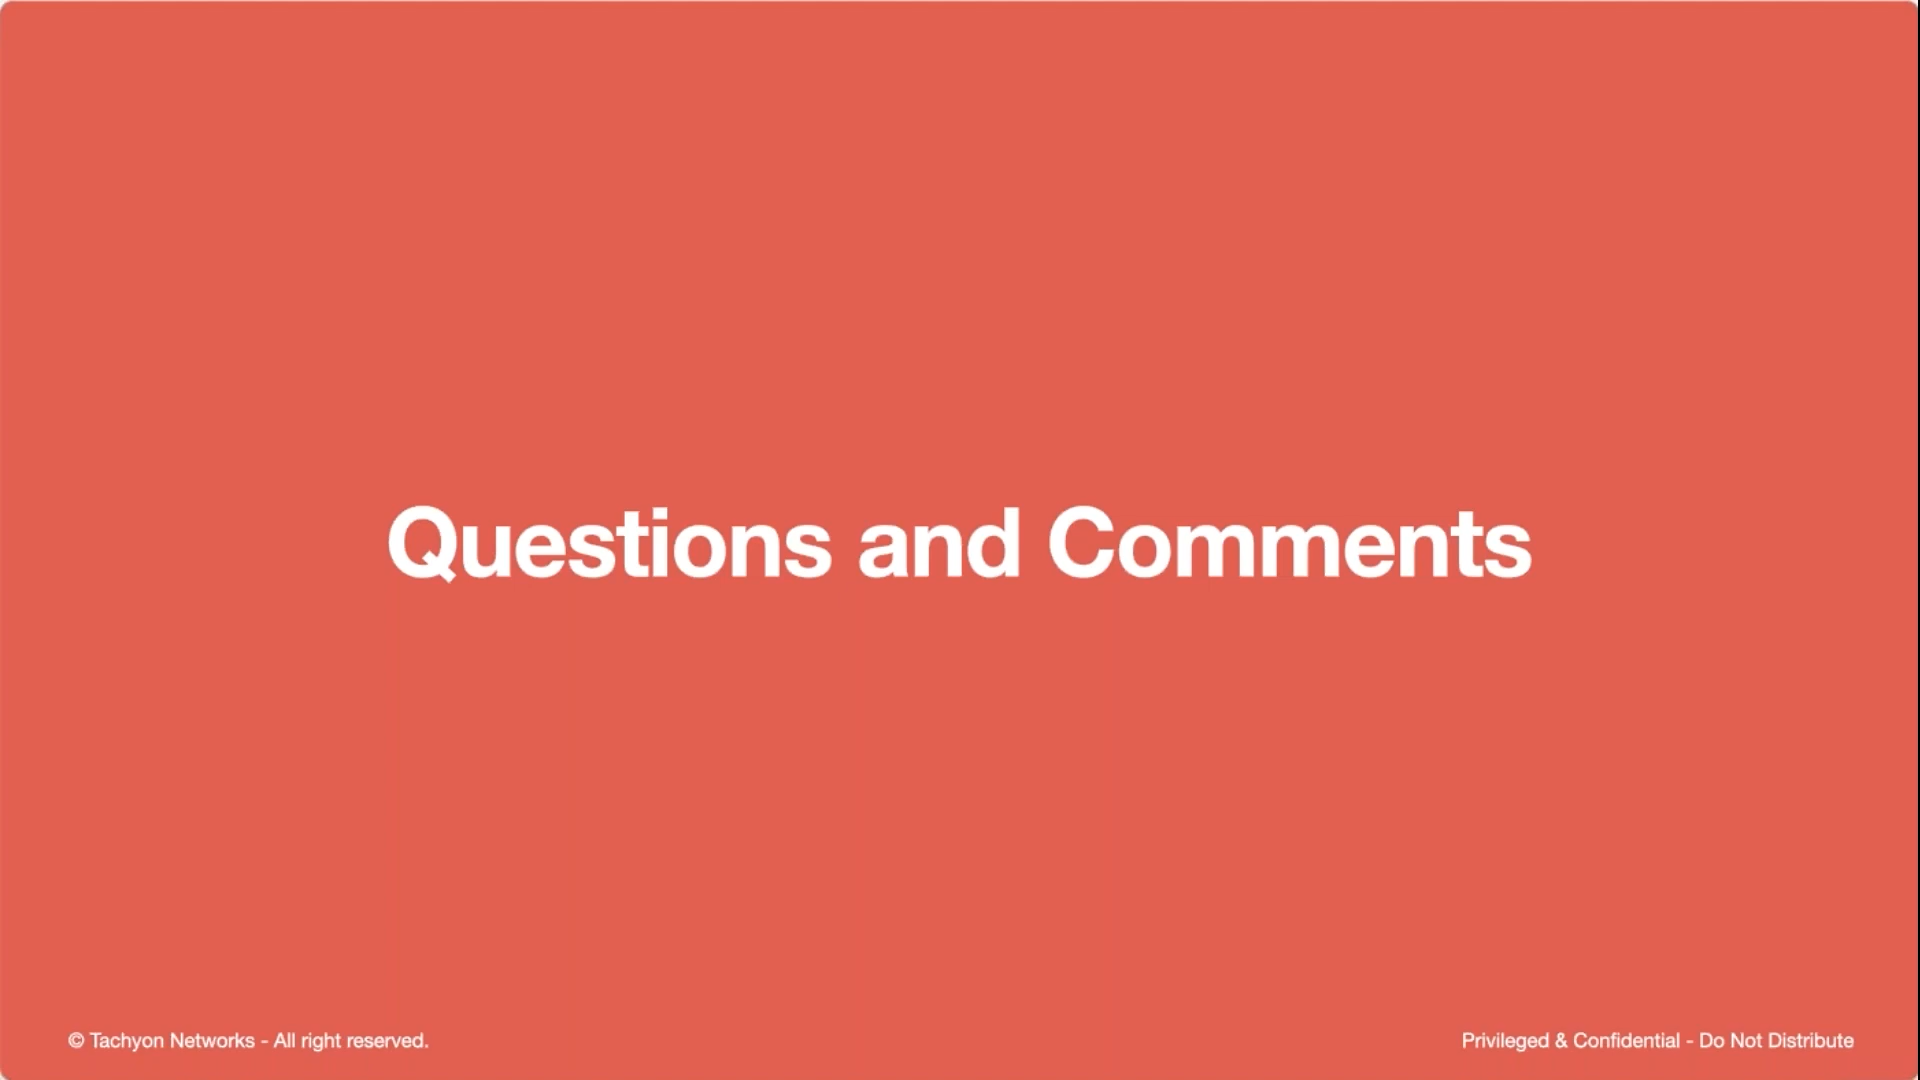 Questions and Comments
© Tachyon Networks - All right reserved.
Privileged & Confidential - Do Not Distribute